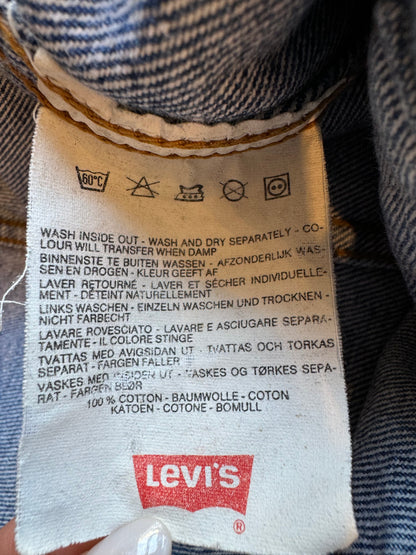 60°C
WASH INSIDE OUT - WASH AND DRY SEPARATELY - CO-
LOUR WILL TRANSFER WHEN DAMP
BINNENSTE TE BUITEN WASSEN - AFZONDERLIJK WAS-
SEN EN DROGEN - KLEUR GEEFT AF
LAVER RETOURNÉ - LAVER ET SÉCHER INDIVIDUELLE-
MENT - DÉTEINT NATURELLEMENT
LINKS WASCHEN - EINZELN WASCHEN UND TROCKNEN -
NICHT FARBECHT
LAVARE ROVESCIATO - LAVARE E ASCIUGARE SEPARA-
TAMENTE - IL COLORE STINGE
TVÄTTAS MED AVIGSIDAN UT - TVÄTTAS OCH TORKAS
SEPARAT - FÄRGEN FÄLLER
VASKES MED INDSIDEN UT - VASKES OG TØRKES SEPA-
RAT - FARGEN BLØR
100 % COTTON - BAUMWOLLE - COTON
KATOEN - COTONE - BOMULL
LEVI'S
®